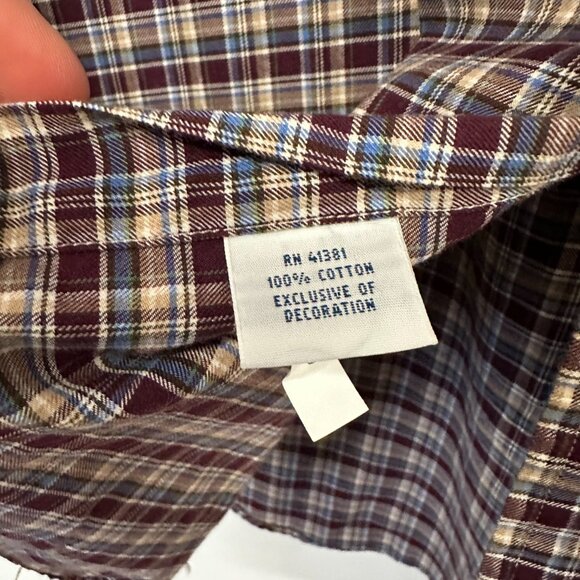 RN 41381
100% COTTON
EXCLUSIVE OF
DECORATION